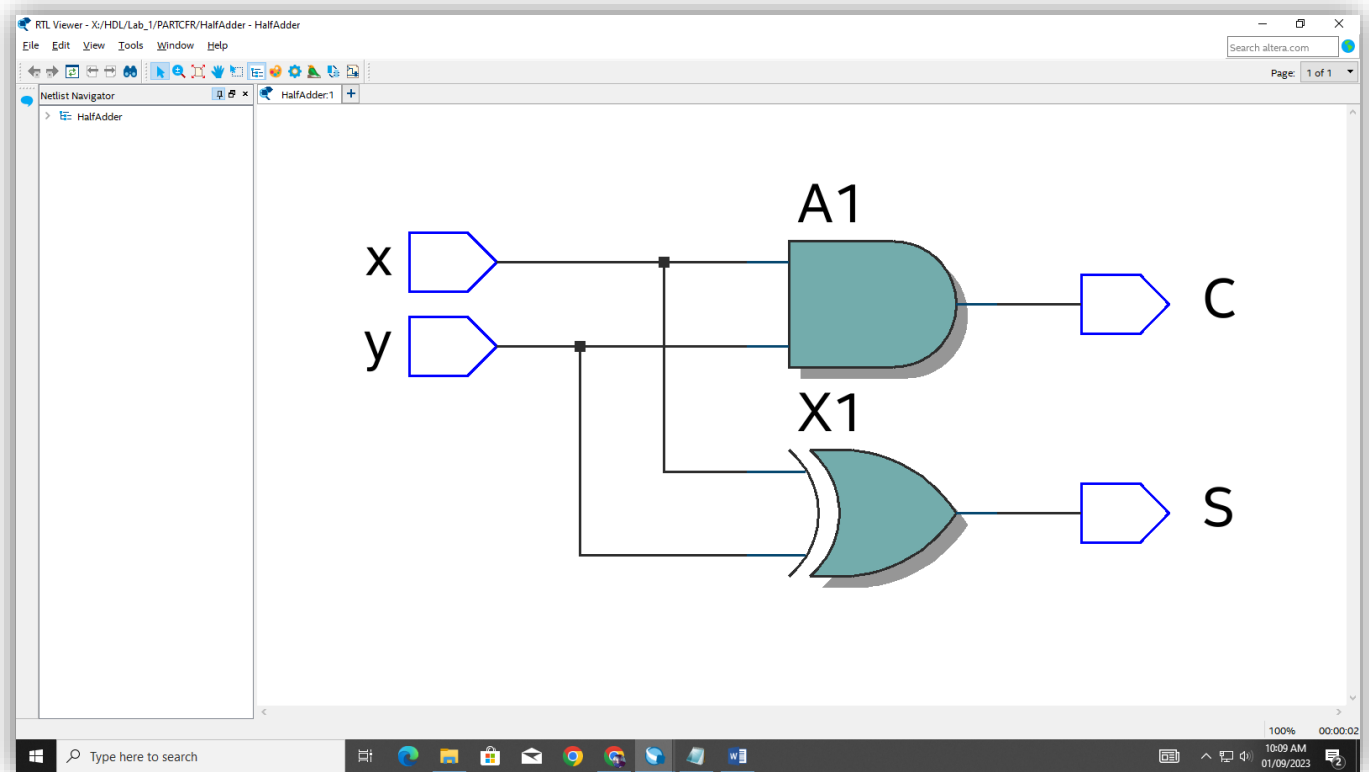 RTL Viewer - X:/HDL/Lab_1/PARTCFR/HalfAdder - HalfAdder
File Edit View Tools Window Help
Search altera.com
Page: 1 of 1
Netlist Navigator
HalfAdder:1
HalfAdder
A1
x
C
y
X1
S
100% 00:00:02
Type here to search
10:09 AM
01/09/2023
2